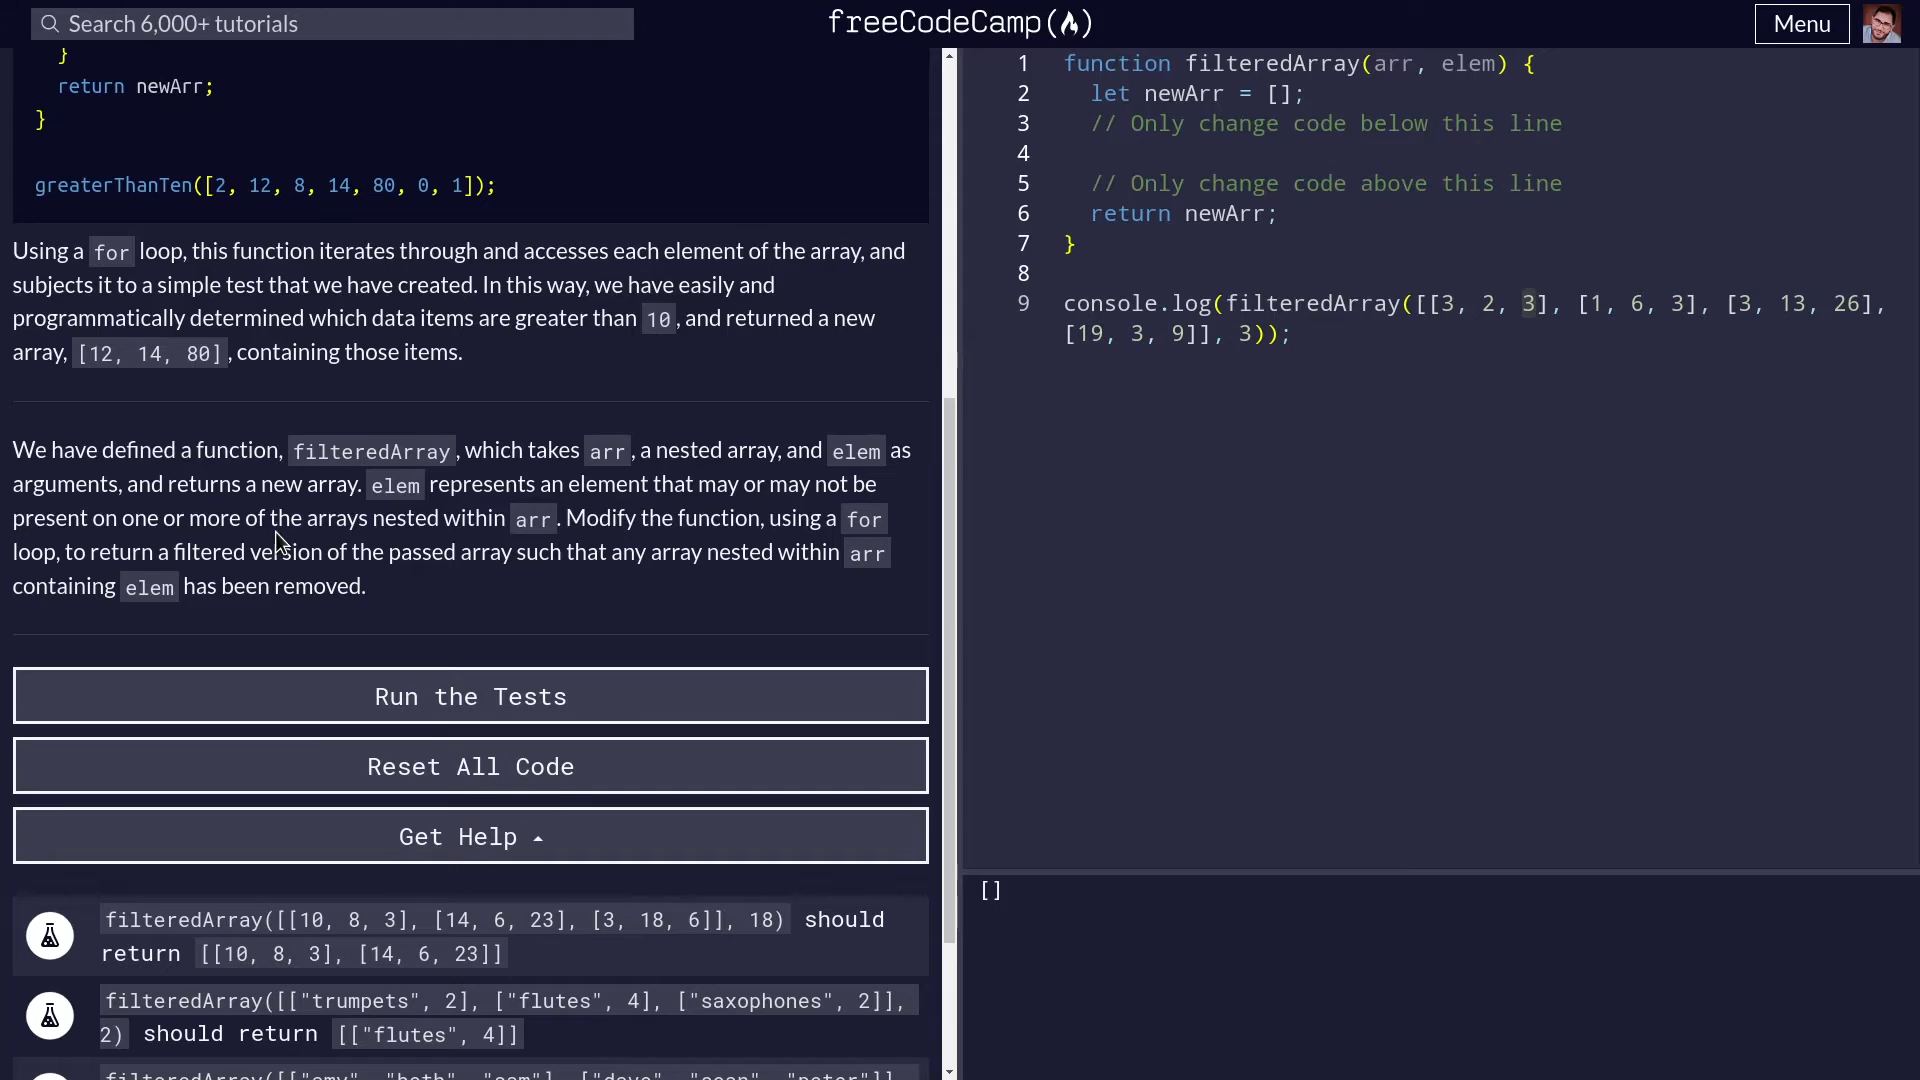 Search 6,000+ tutorials
freeCodeCamp
Menu
}
return newArr;
}
greaterThanTen([2, 12, 8, 14, 80, 0, 1]);
Using a for loop, this function iterates through and accesses each element of the array, and
subjects it to a simple test that we have created. In this way, we have easily and
programmatically determined which data items are greater than 10, and returned a new
array, [12, 14, 80], containing those items.
We have defined a function, filteredArray, which takes arr, a nested array, and elem as
arguments, and returns a new array. elem represents an element that may or may not be
present on one or more of the arrays nested within arr. Modify the function, using a for
loop, to return a filtered version of the passed array such that any array nested within arr
containing elem has been removed.
Run the Tests
Reset All Code
Get Help
filteredArray([[10, 8, 3], [14, 6, 23], [3, 18, 6]], 18) should
return [[10, 8, 3], [14, 6, 23]]
filteredArray([["trumpets", 2], ["flutes", 4], ["saxophones", 2]],
2) should return [["flutes", 4]]
1 function filteredArray(arr, elem) {
2 let newArr = [];
3 // Only change code below this line
4
5 // Only change code above this line
6 return newArr;
7 }
8
9 console.log(filteredArray([[3, 2, 3], [1, 6, 3], [3, 13, 26],
[19, 3, 9]], 3));
[]